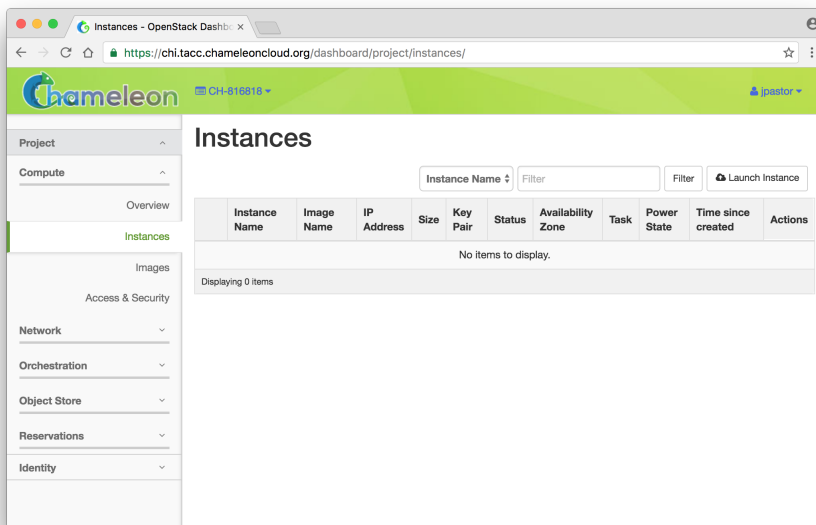 Instances - OpenStack Dashbo
https://chi.tacc.chameleoncloud.org/dashboard/project/instances/
Chameleon
CH-816818
jpastor
Project
Compute
Overview
Instances
Images
Access & Security
Network
Orchestration
Object Store
Reservations
Identity
Instances
Instance Name
Filter
Filter
Launch Instance
Instance Name
Image Name
IP Address
Size
Key Pair
Status
Availability Zone
Task
Power State
Time since created
Actions
No items to display.
Displaying 0 items